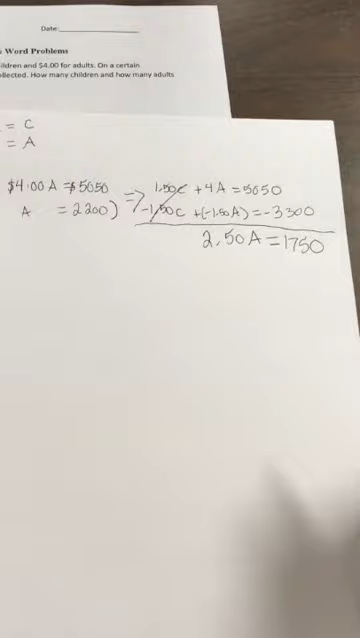 Date:
Word Problems
ildren and $4.00 for adults. On a certain
ollected. How many children and how many adults
= C
= A
$4.00 A = $5050
A = 2200)
=> 1.50C + 4A = 5050
-1.50C +(-1.50A) = -3300
2.50A = 1750